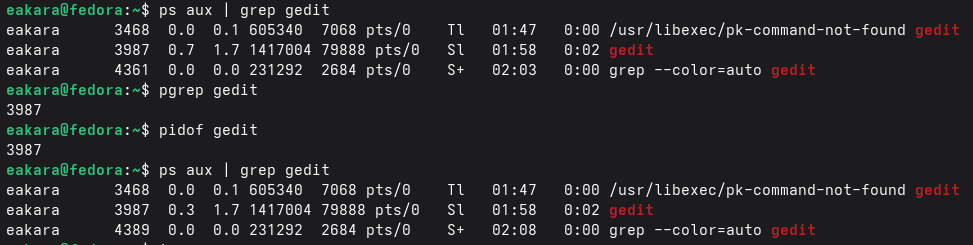 eakara@fedora:~$ ps aux | grep gedit
eakara      3468  0.0  0.1 605340  7068 pts/0    Tl   01:47   0:00 /usr/libexec/pk-command-not-found gedit
eakara      3987  0.7  1.7 1417004 79888 pts/0   Sl   01:58   0:02 gedit
eakara      4361  0.0  0.0 231292  2684 pts/0    S+   02:03   0:00 grep --color=auto gedit
eakara@fedora:~$ pgrep gedit
3987
eakara@fedora:~$ pidof gedit
3987
eakara@fedora:~$ ps aux | grep gedit
eakara      3468  0.0  0.1 605340  7068 pts/0    Tl   01:47   0:00 /usr/libexec/pk-command-not-found gedit
eakara      3987  0.3  1.7 1417004 79888 pts/0   Sl   01:58   0:02 gedit
eakara      4389  0.0  0.0 231292  2684 pts/0    S+   02:08   0:00 grep --color=auto gedit